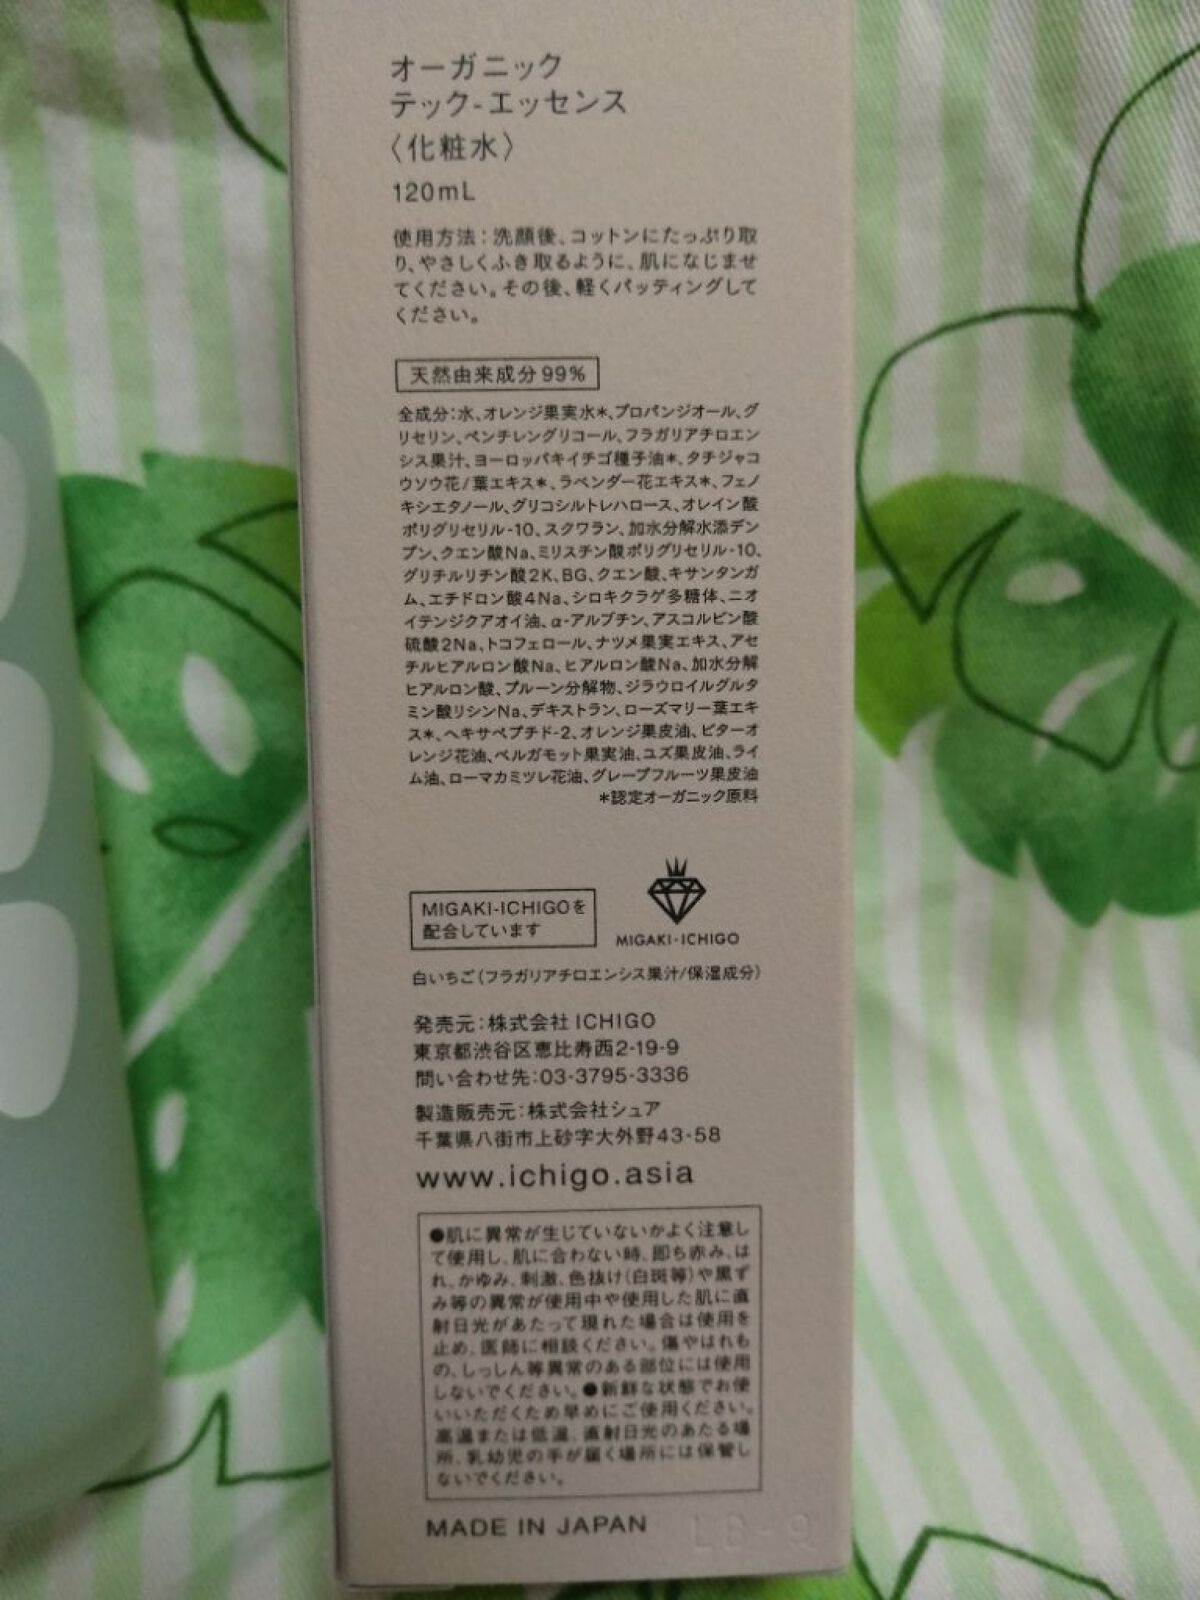 オーガニック
テック-エッセンス
〈化粧水〉
120mL
使用方法：洗顔後、コットンにたっぷり取
り、やさしくふき取るように、肌になじませ
てください。その後、軽くパッティングして
ください。
天然由来成分99%
全成分：水、オレンジ果実水＊、プロパンジオール、グ
リセリン、ペンチレングリコール、フラガリアチロエン
シス果汁、ヨーロッパキイチゴ種子油＊、タチジャコ
ウソウ花/葉エキス＊、ラベンダー花エキス＊、フェノ
キシエタノール、グリコシルトレハロース、オレイン酸
ポリグリセリル-10、スクワラン、加水分解水添デン
プン、クエン酸Na、ミリスチン酸ポリグリセリル-10、
グリチルリチン酸2K、BG、クエン酸、キサンタンガ
ム、エチドロン酸4Na、シロキクラゲ多糖体、ニオ
イテンジクアオイ油、α-アルブチン、アスコルビン酸
硫酸2Na、トコフェロール、ナツメ果実エキス、アセ
チルヒアルロン酸Na、ヒアルロン酸Na、加水分解
ヒアルロン酸、プルーン分解物、ジラウロイルグルタ
ミン酸リシンNa、デキストラン、ローズマリー葉エキ
ス＊、ヘキサペプチド-2、オレンジ果皮油、ビターオ
レンジ花油、ベルガモット果実油、ユズ果皮油、ライ
ム油、ローマカミツレ花油、グレープフルーツ果皮油
＊認定オーガニック原料
MIGAKI-ICHIGOを
配合しています
MIGAKI-ICHIGO
白いちご（フラガリアチロエンシス果汁/保湿成分）
発売元：株式会社 ICHIGO
東京都渋谷区恵比寿西2-19-9
問い合わせ先：03-3795-3336
製造販売元：株式会社シュア
千葉県八街市上砂字大外野43-58
www.ichigo.asia
●肌に異常が生じていないかよく注意し
て使用し、肌に合わない時、即ち赤み、は
れ、かゆみ、刺激、色抜け（白斑等）や黒ず
み等の異常が使用中や使用した肌に直
射日光があたって現れた場合は使用を
止め、医師に相談ください。傷やはれも
の、しっしん等異常のある部位には使用
しないでください。●新鮮な状態でお使
いいただくため早めにご使用ください。
高温または低温、直射日光のあたる場
所、乳幼児の手が届く場所には保管し
ないでください。
MADE IN JAPAN
LB-9